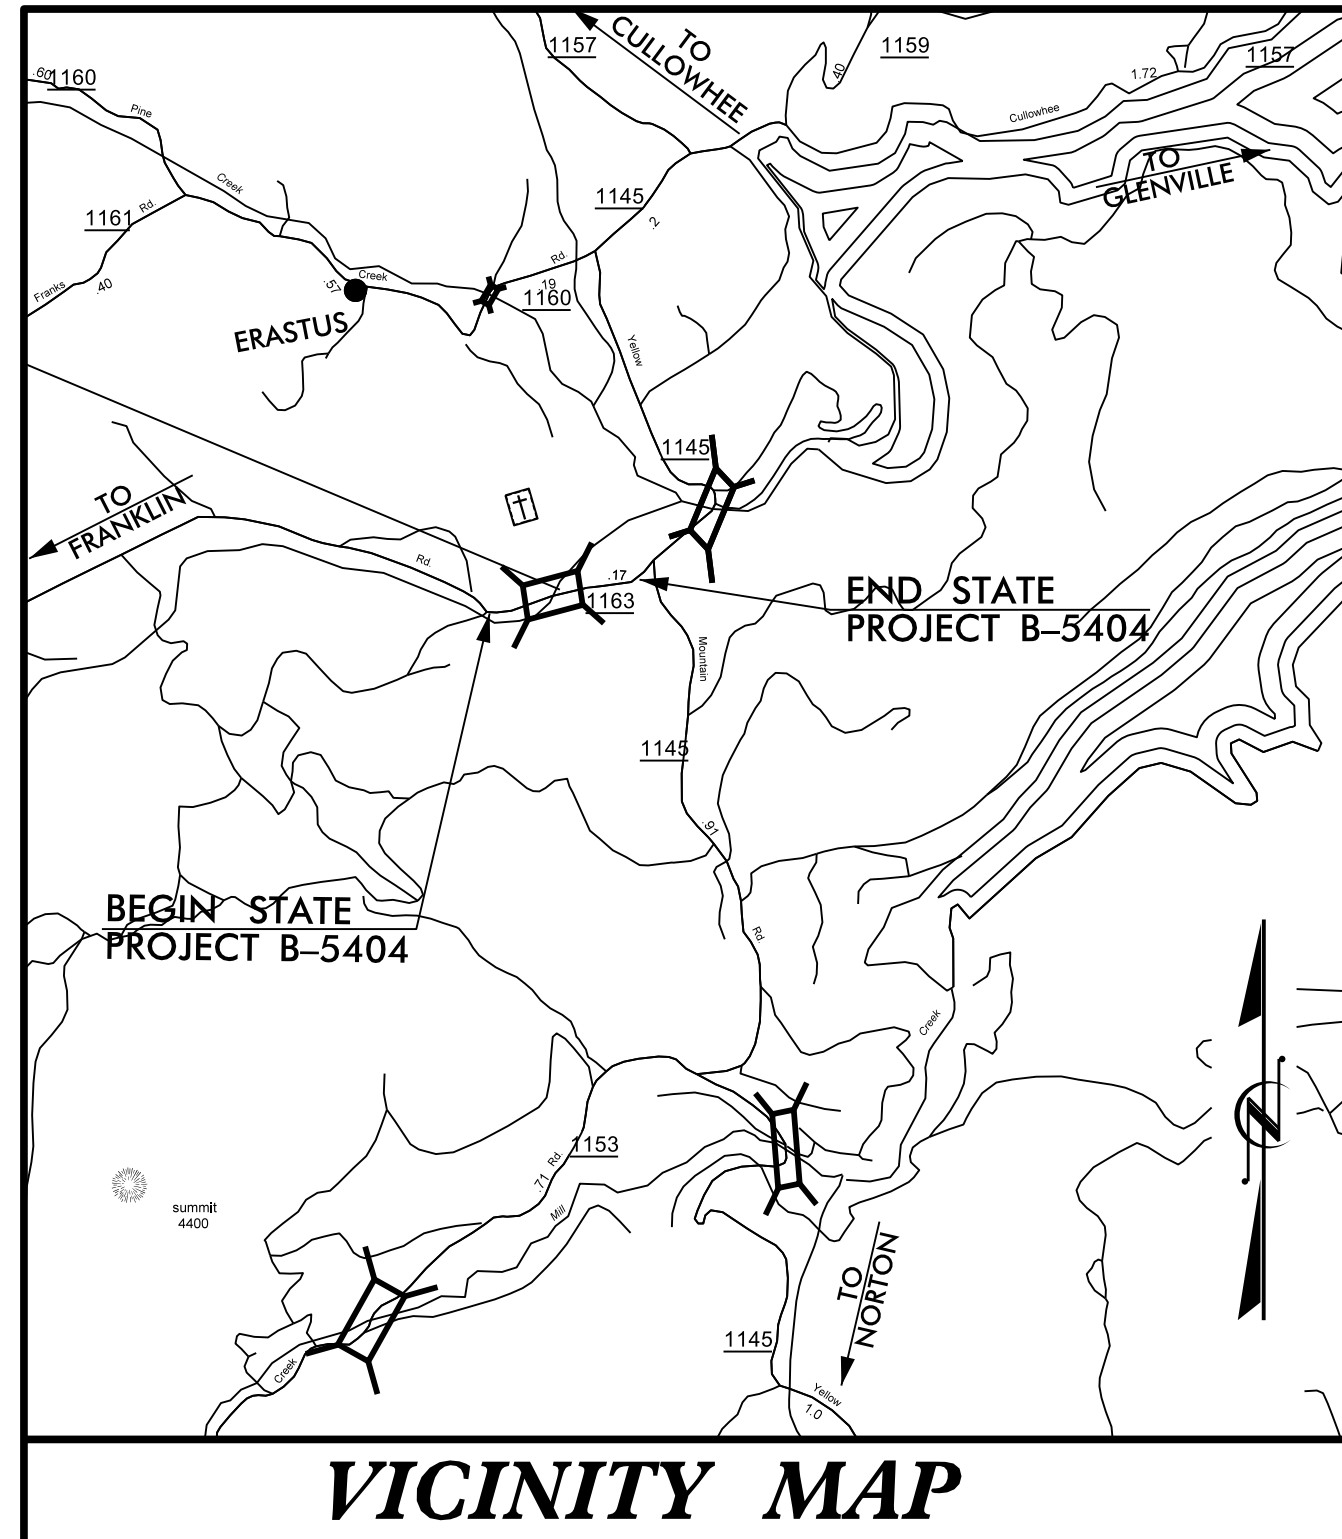 TO
CULLOWHEE
1157
1159
1157
.60
1160
.40
1.72
Pine
Cullowhee
TO
GLENVILLE
Creek
1145
.2
1161
Rd.
Rd.
Creek
.57
.19
1160
Franks
.40
ERASTUS
Yellow
1145
TO
FRANKLIN
Rd.
.17
1163
END STATE
PROJECT B–5404
Mountain
1145
.91
BEGIN STATE
PROJECT B–5404
Rd.
Creek
N
1153
Rd.
.71
Mill
summit
4400
TO
NORTON
1145
Creek
Yellow
1.0
VICINITY MAP